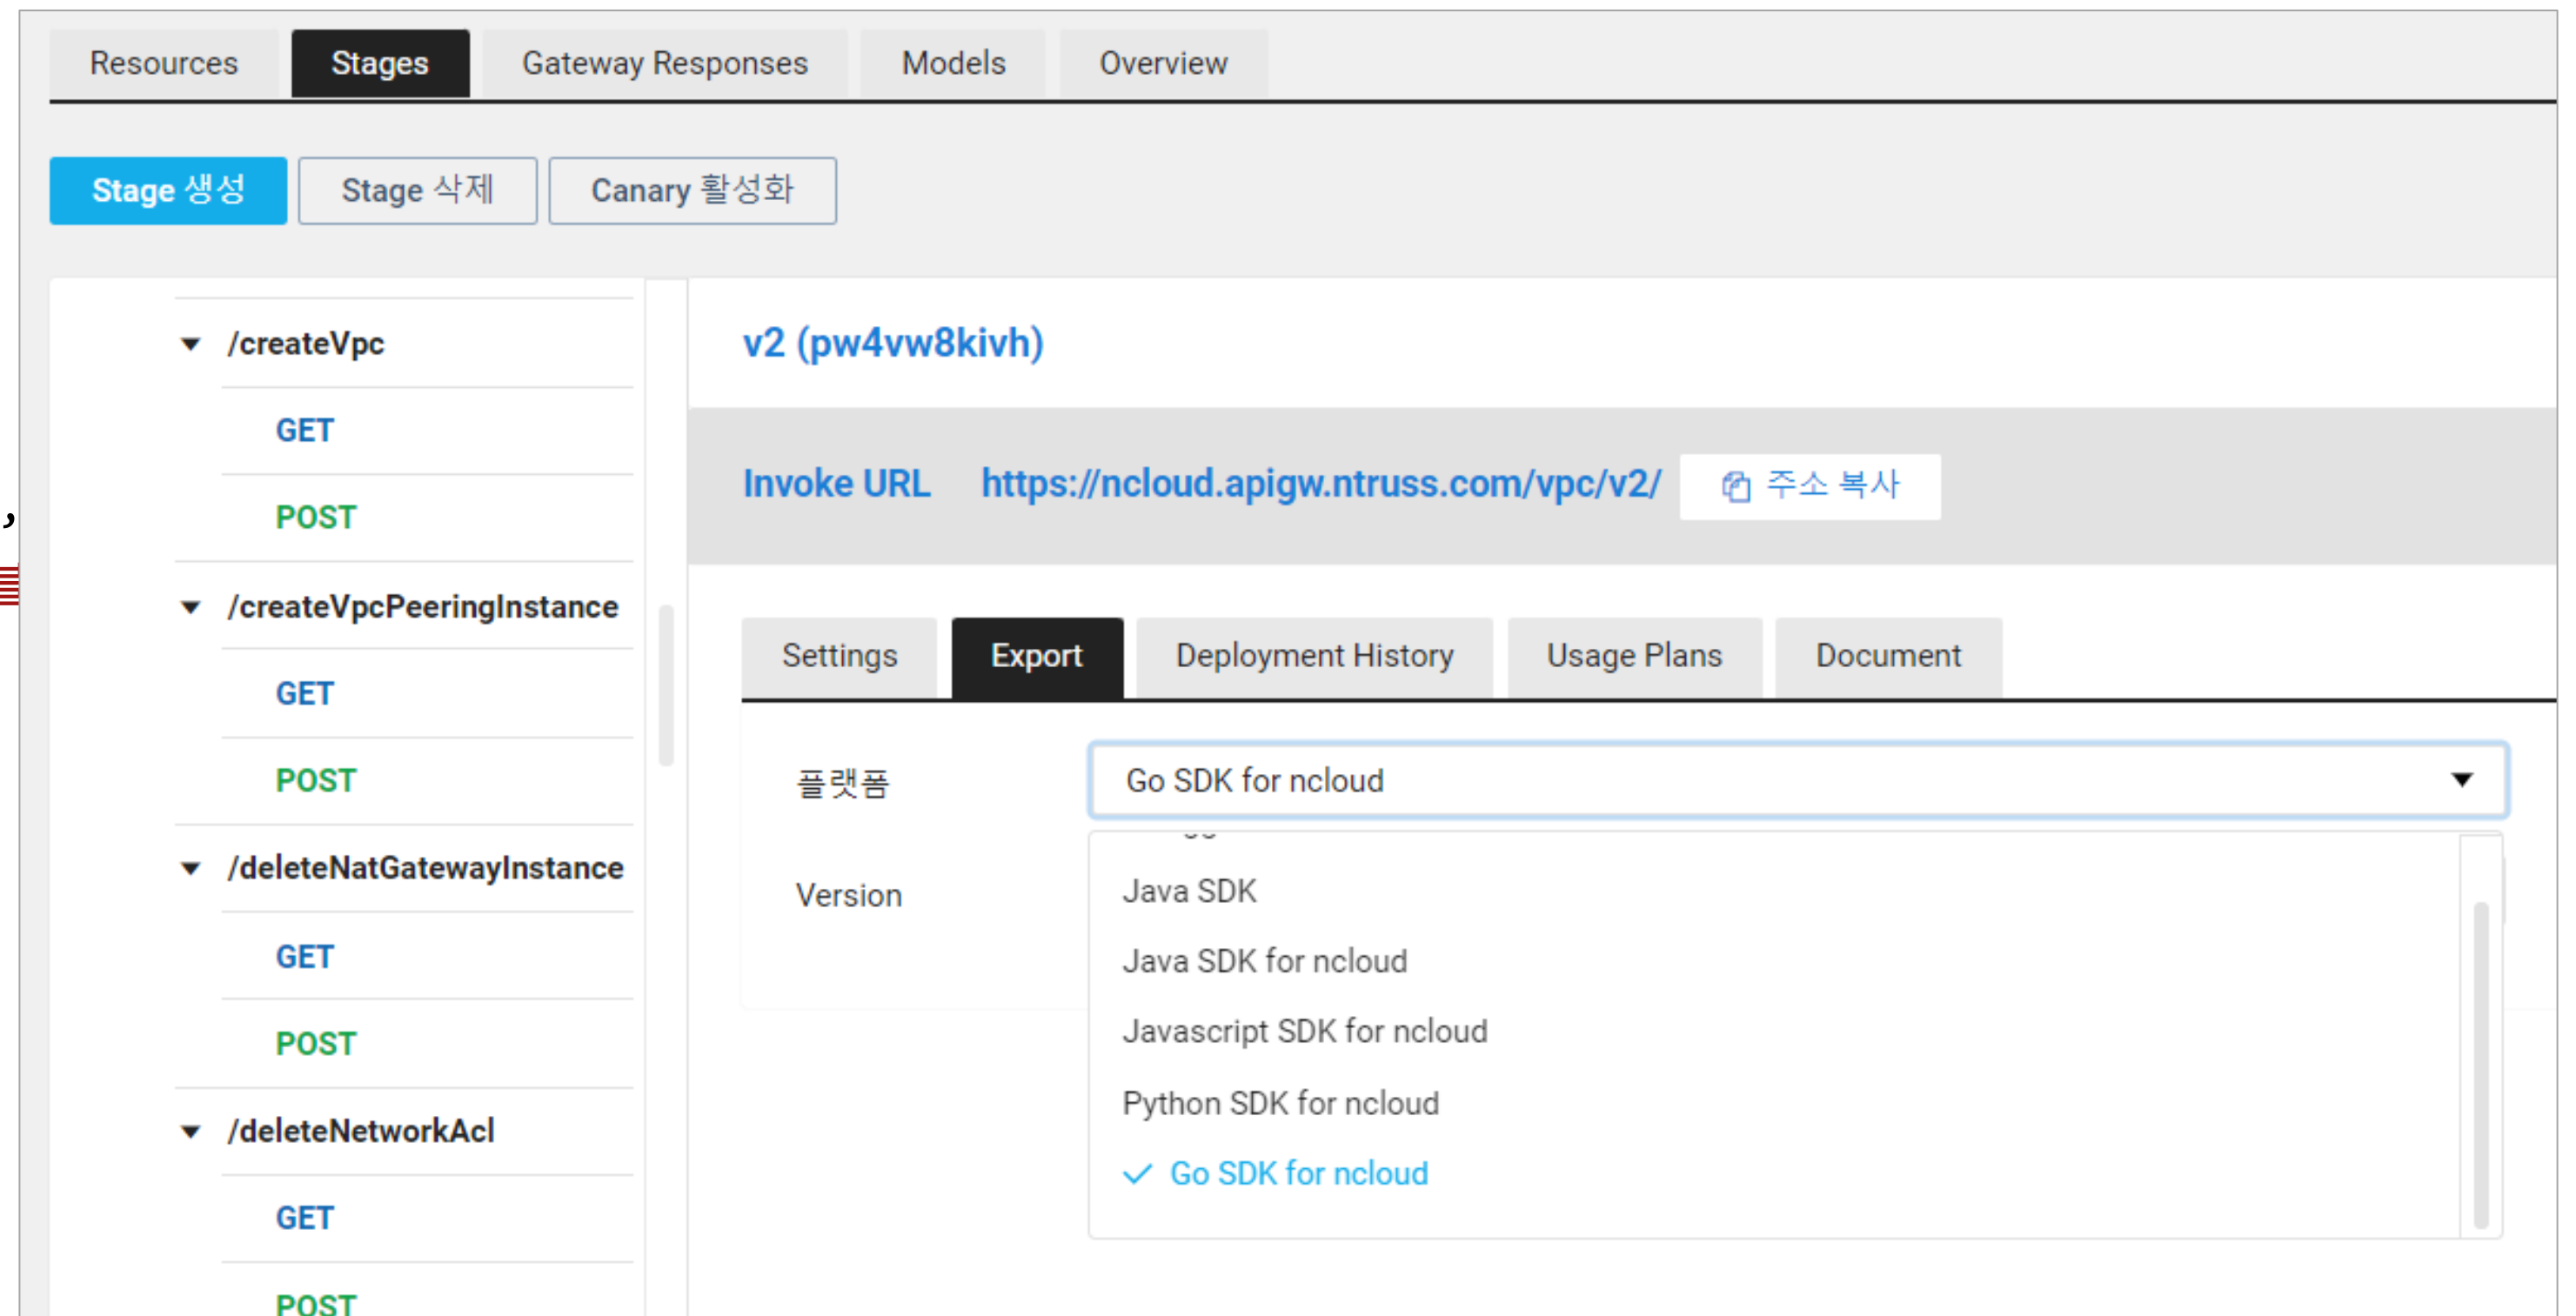 Resources Stages Gateway Responses Models Overview
Stage 생성 Stage 삭제 Canary 활성화
/createVpc
GET
POST
/createVpcPeeringInstance
GET
POST
/deleteNatGatewayInstance
GET
POST
/deleteNetworkAcl
GET
POST
v2 (pw4vw8kivh)
Invoke URL https://ncloud.apigw.ntruss.com/vpc/v2/ 주소 복사
Settings Export Deployment History Usage Plans Document
플랫폼 Go SDK for ncloud
Version
Java SDK
Java SDK for ncloud
Javascript SDK for ncloud
Python SDK for ncloud
Go SDK for ncloud
,